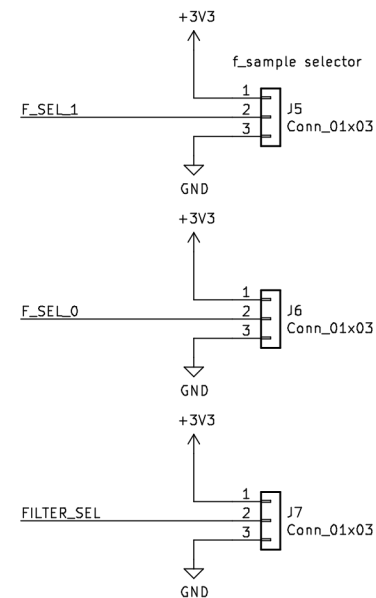 +3V3
f_sample selector
1
F_SEL_1 2 J5
3 Conn_01x03
GND
+3V3
1
F_SEL_0 2 J6
3 Conn_01x03
GND
+3V3
1
FILTER_SEL 2 J7
3 Conn_01x03
GND